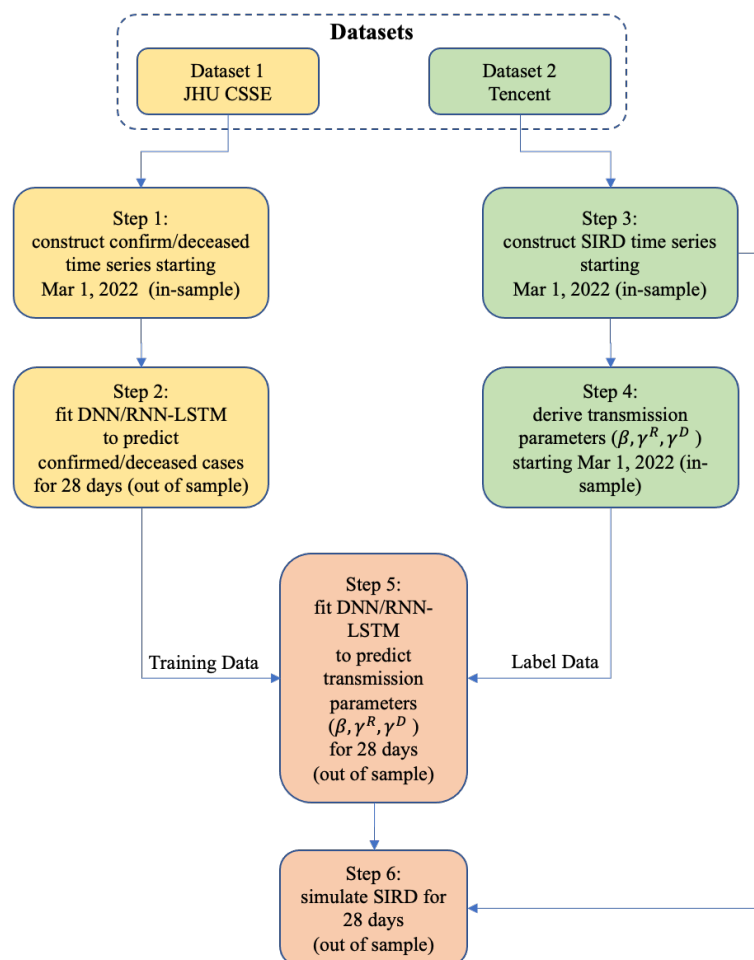 Datasets
Dataset 1
JHU CSSE
Dataset 2
Tencent
Step 1:
construct confirm/deceased
time series starting
Mar 1, 2022 (in-sample)
Step 3:
construct SIRD time series
starting
Mar 1, 2022 (in-sample)
Step 2:
fit DNN/RNN-LSTM
to predict
confirmed/deceased cases
for 28 days (out of sample)
Step 4:
derive transmission
parameters (β, γ^R, γ^D )
starting Mar 1, 2022 (in-
sample)
Step 5:
fit DNN/RNN-
LSTM
to predict
transmission
parameters
(β, γ^R, γ^D )
for 28 days
(out of sample)
Training Data
Label Data
Step 6:
simulate SIRD for
28 days
(out of sample)